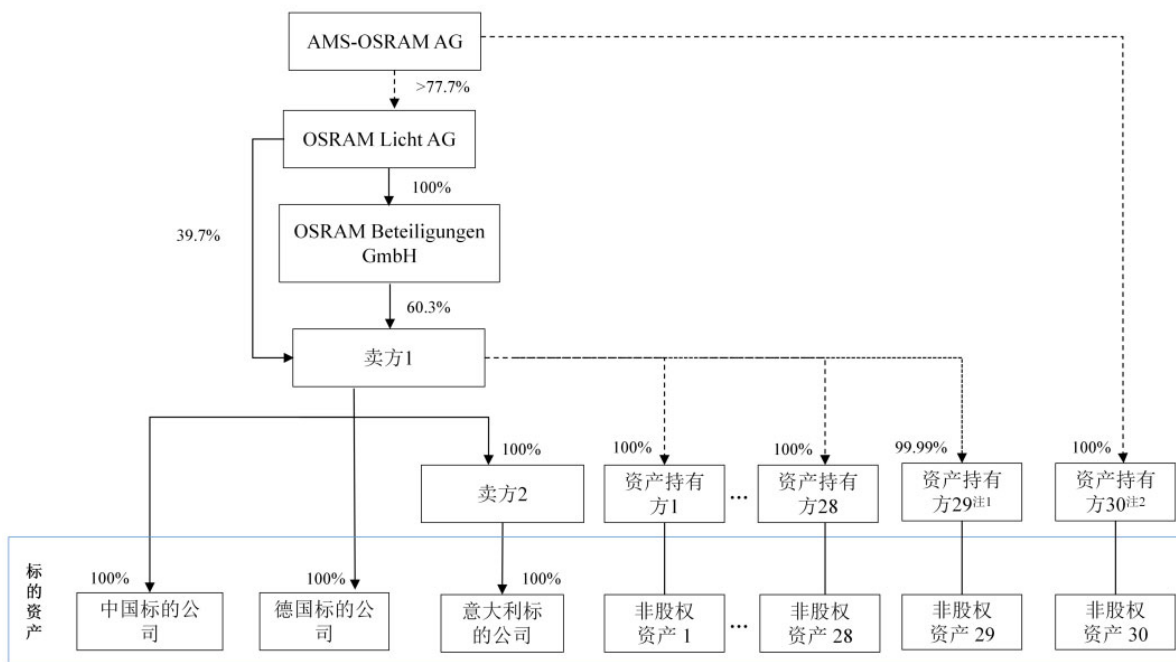 AMS-OSRAM AG
>77.7%
OSRAM Licht AG
100%
39.7%
OSRAM Beteiligungen
GmbH
60.3%
卖方1
100%
100%
100%
99.99%
100%
卖方2
资产持有
方1
...
资产持有
方28
资产持有
方29注1
资产持有
方30注2
标的资产
100%
100%
100%
中国标的公
司
德国标的公
司
意大利标
的公司
非股权
资产 1
...
非股权
资产 28
非股权
资产 29
非股权
资产 30